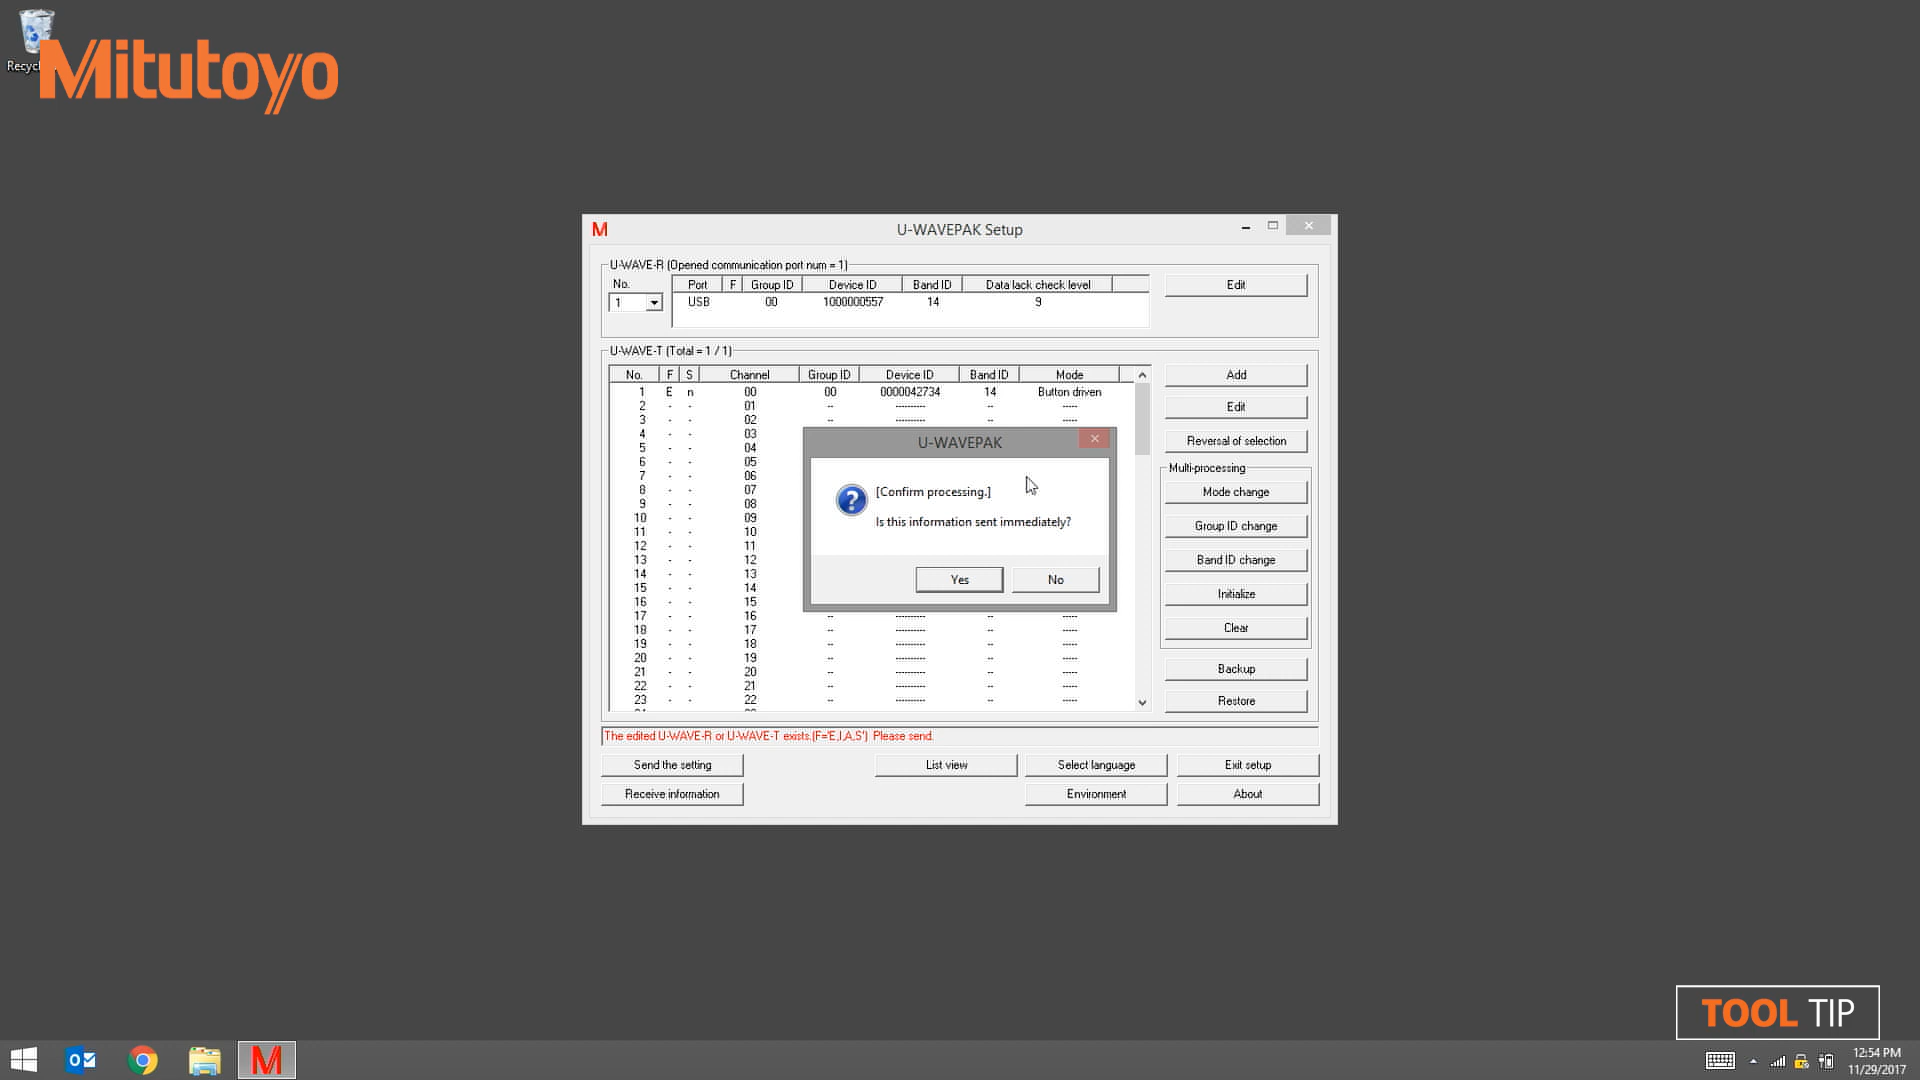 Recycl
Mitutoyo
M U-WAVEPAK Setup
U-WAVE-R (Opened communication port num = 1)
No. Port F Group ID Device ID Band ID Data lack check level Edit
1 USB 00 1000000557 14 9
U-WAVE-T (Total = 1 / 1)
No. F S Channel Group ID Device ID Band ID Mode
1 E n 00 00 0000042734 14 Button driven
2 - - 01 -- ---------- -- -----
3 - - 02 -- ---------- -- -----
4 - - 03
5 - - 04
6 - - 05
7 - - 06
8 - - 07
9 - - 08
10 - - 09
11 - - 10
12 - - 11
13 - - 12
14 - - 13
15 - - 14
16 - - 15
17 - - 16 -- ---------- -- -----
18 - - 17 -- ---------- -- -----
19 - - 18 -- ---------- -- -----
20 - - 19 -- ---------- -- -----
21 - - 20 -- ---------- -- -----
22 - - 21 -- ---------- -- -----
23 - - 22 -- ---------- -- -----
Add
Edit
Reversal of selection
Multi-processing
Mode change
Group ID change
Band ID change
Initialize
Clear
Backup
Restore
U-WAVEPAK
[Confirm processing.]
Is this information sent immediately?
Yes No
The edited U-WAVE-R or U-WAVE-T exists.(F='E,I,A,S') Please send.
Send the setting List view Select language Exit setup
Receive information Environment About
TOOL TIP
M
12:54 PM
11/29/2017